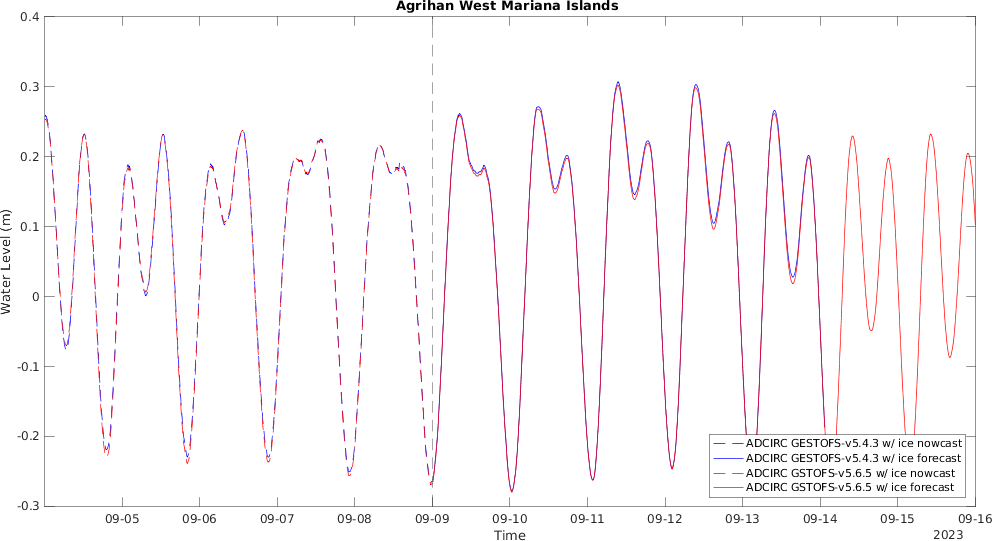 Agrihan West Mariana Islands
0.4
0.3
0.2
0.1
0
-0.1
-0.2
-0.3
Water Level (m)
ADCIRC GESTOFS-v5.4.3 w/ ice nowcast
ADCIRC GESTOFS-v5.4.3 w/ ice forecast
ADCIRC GSTOFS-v5.6.5 w/ ice nowcast
ADCIRC GSTOFS-v5.6.5 w/ ice forecast
09-05 09-06 09-07 09-08 09-09 09-10 09-11 09-12 09-13 09-14 09-15 09-16
Time
2023